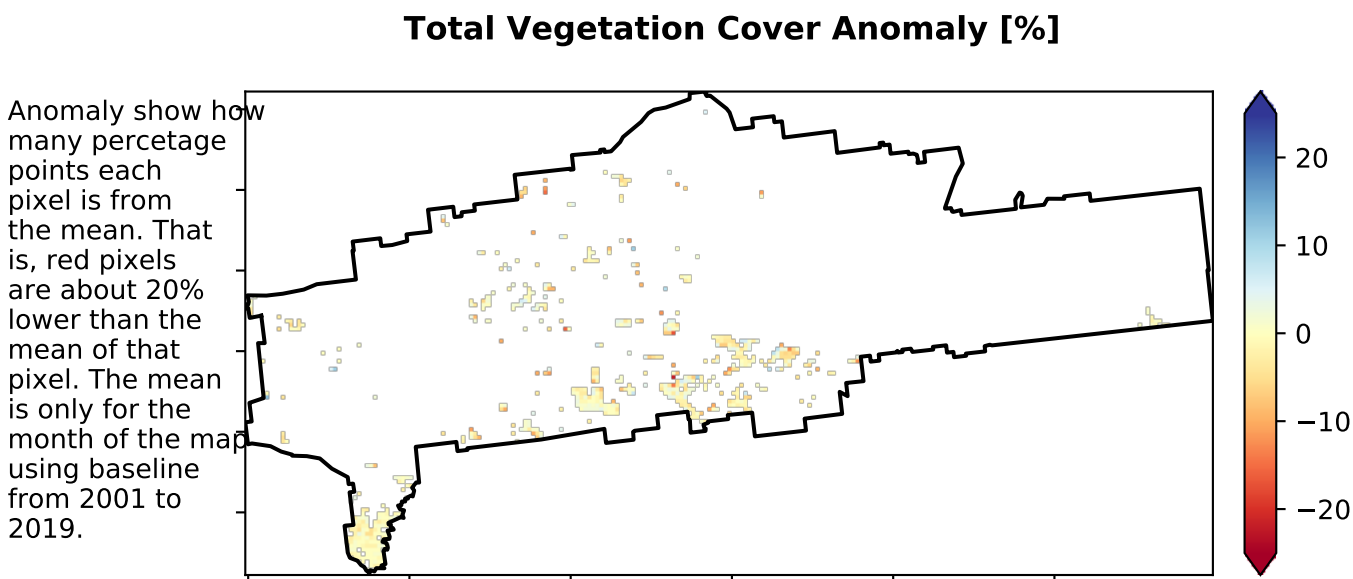 Total Vegetation Cover Anomaly [%]
Anomaly show how
many percetage
points each
pixel is from
the mean. That
is, red pixels
are about 20%
lower than the
mean of that
pixel. The mean
is only for the
month of the map
using baseline
from 2001 to
2019.
20
10
0
−10
−20